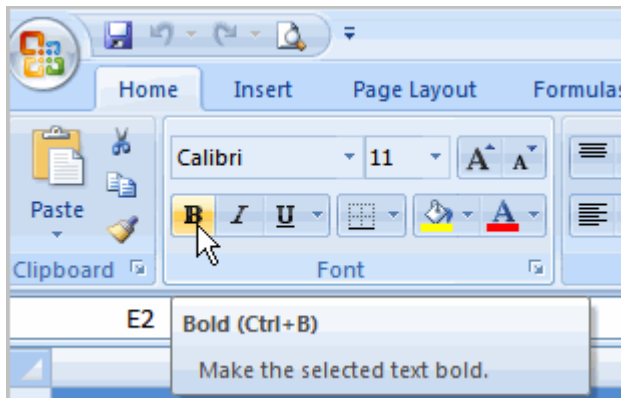 Home Insert Page Layout Formulas
Calibri 11 A A
Paste B I U A
Clipboard Font
E2 Bold (Ctrl+B)
Make the selected text bold.